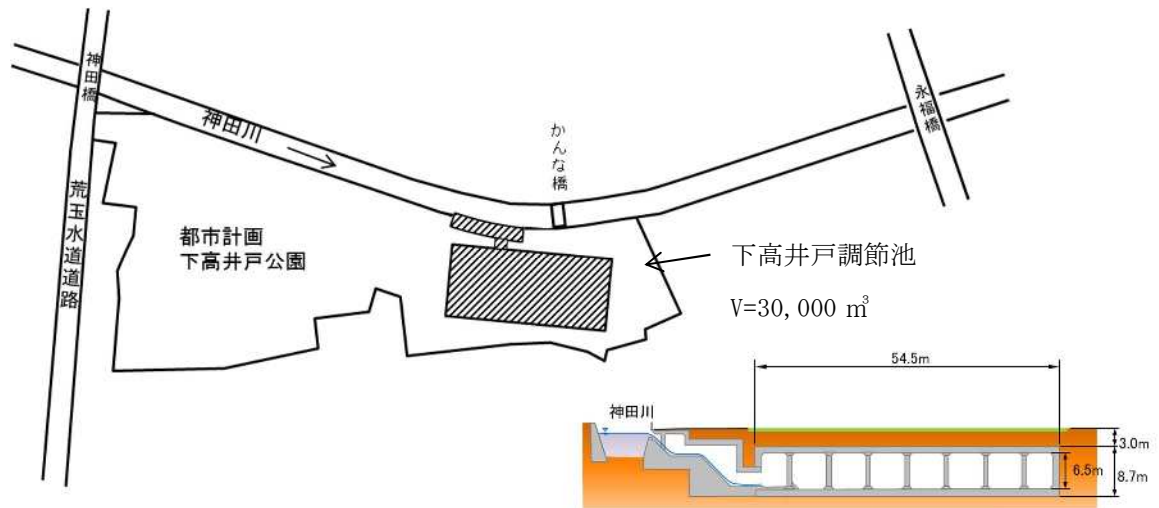 神田橋
荒玉水道道路
神田川
かんな橋
永福橋
都市計画
下高井戸公園
下高井戸調節池
V=30,000 ㎥
54.5m
神田川
3.0m
6.5m
8.7m